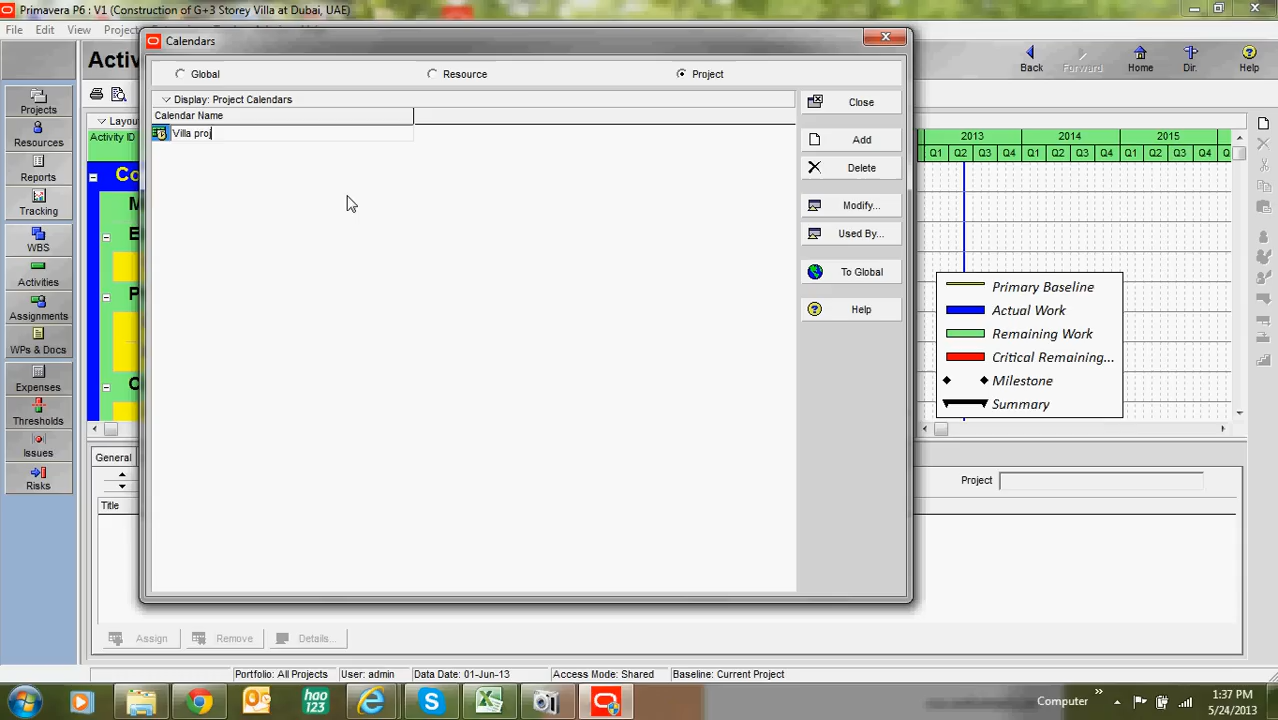 Primavera P6 : V1 (Construction of G+3 Storey Villa at Dubai, UAE)
File Edit View
Calendars
Activ
Back Forward Home Dir. Help
Global Resource Project
Display: Project Calendars
Calendar Name
Villa proj
Close
Add
Delete
Modify...
Used By...
To Global
Help
Projects
Resources
Reports
Tracking
WBS
Activities
Assignments
WPs & Docs
Expenses
Thresholds
Issues
Risks
Layou
Activity ID
Co
2013 2014 2015
Q1 Q2 Q3 Q4 Q1 Q2 Q3 Q4 Q1 Q2 Q3 Q4
Primary Baseline
Actual Work
Remaining Work
Critical Remaining...
Milestone
Summary
General
Project
Title
Assign Remove Details...
Portfolio: All Projects User: admin Data Date: 01-Jun-13 Access Mode: Shared Baseline: Current Project
hao
123
Computer
1:37 PM
5/24/2013